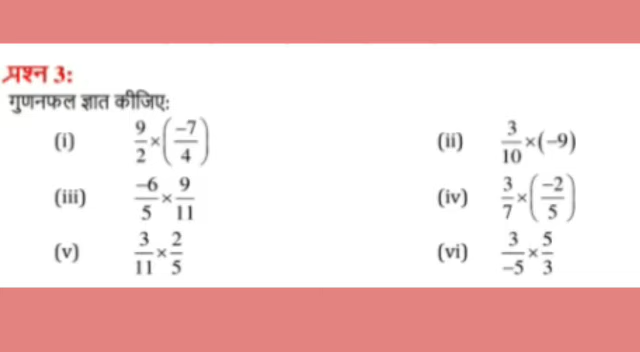 प्रश्न 3:
गुणनफल ज्ञात कीजिए:
(i) 9/2 × (-7/4) (ii) 3/10 × (-9)
(iii) -6/5 × 9/11 (iv) 3/7 × (-2/5)
(v) 3/11 × 2/5 (vi) 3/-5 × 5/3